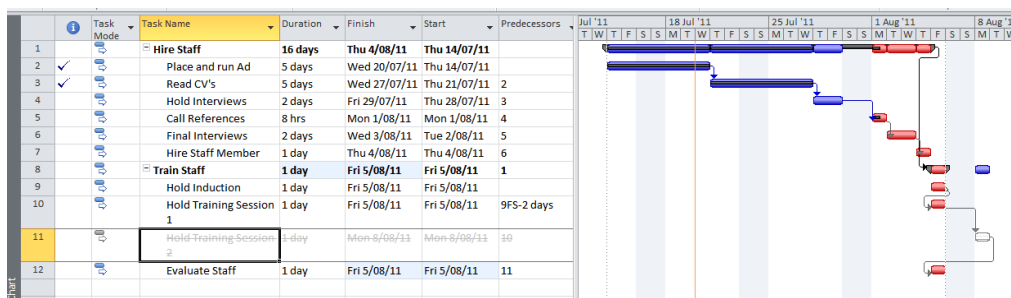 Task Mode Task Name Duration Finish Start Predecessors Jul '11 18 Jul '11 25 Jul '11 1 Aug '11 8 Aug '1
T W T F S S M T W T F S S M T W T F S S M T W T F S S M T W
1 Hire Staff 16 days Thu 4/08/11 Thu 14/07/11
2 Place and run Ad 5 days Wed 20/07/11 Thu 14/07/11
3 Read CV's 5 days Wed 27/07/11 Thu 21/07/11 2
4 Hold Interviews 2 days Fri 29/07/11 Thu 28/07/11 3
5 Call References 8 hrs Mon 1/08/11 Mon 1/08/11 4
6 Final Interviews 2 days Wed 3/08/11 Tue 2/08/11 5
7 Hire Staff Member 1 day Thu 4/08/11 Thu 4/08/11 6
8 Train Staff 1 day Fri 5/08/11 Fri 5/08/11 1
9 Hold Induction 1 day Fri 5/08/11 Fri 5/08/11
10 Hold Training Session 1 day Fri 5/08/11 Fri 5/08/11 9FS-2 days
1
11 Hold Training Session 1 day Mon 8/08/11 Mon 8/08/11 10
2
12 Evaluate Staff 1 day Fri 5/08/11 Fri 5/08/11 11
chart